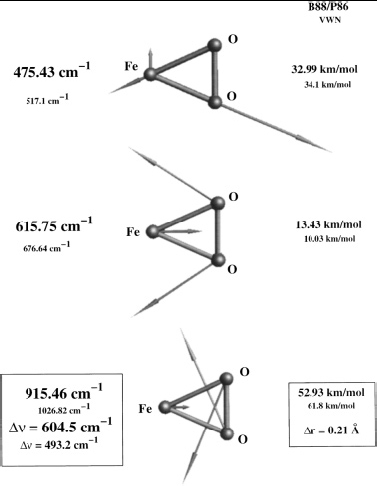 B88/P86
VWN
475.43 cm⁻¹
517.1 cm⁻¹
Fe
O
O
32.99 km/mol
34.1 km/mol
615.75 cm⁻¹
676.64 cm⁻¹
Fe
O
O
13.43 km/mol
10.03 km/mol
915.46 cm⁻¹
1026.82 cm⁻¹
Δν = 604.5 cm⁻¹
Δν = 493.2 cm⁻¹
Fe
O
O
52.93 km/mol
61.8 km/mol
Δr = 0.21 Å